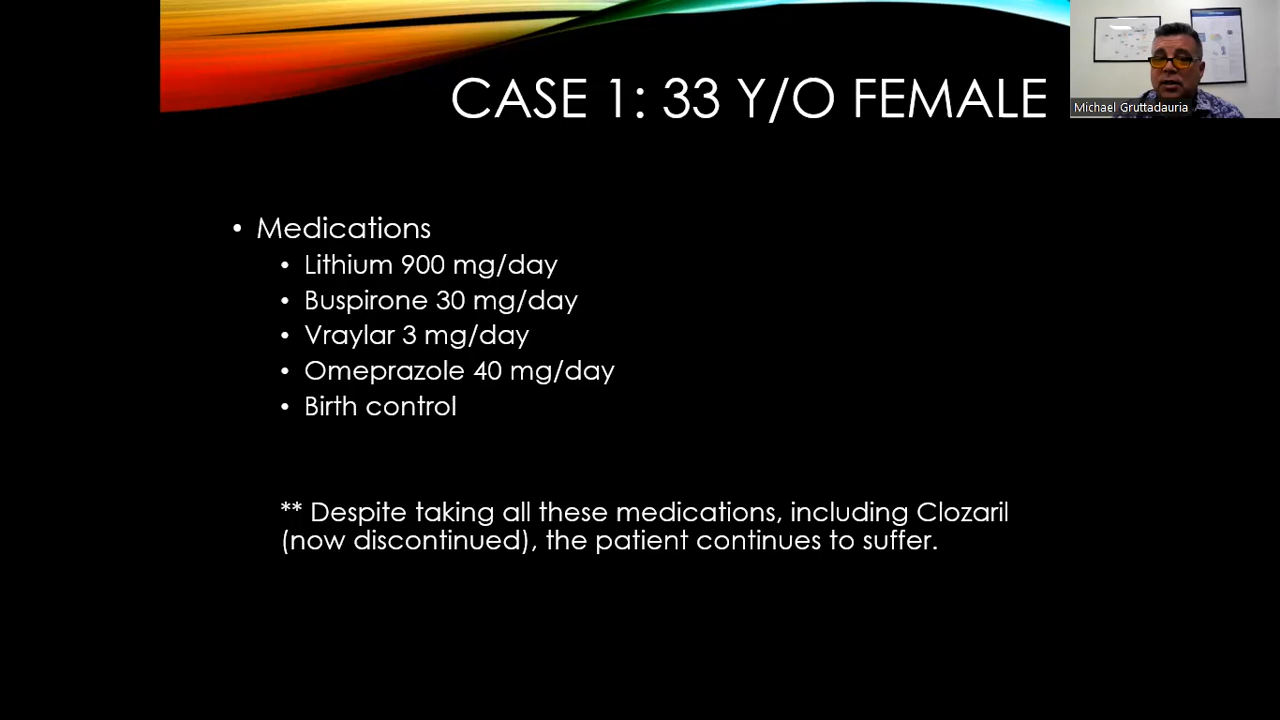 CASE 1: 33 Y/O FEMALE
Michael Gruttadauria
• Medications
• Lithium 900 mg/day
• Buspirone 30 mg/day
• Vraylar 3 mg/day
• Omeprazole 40 mg/day
• Birth control
** Despite taking all these medications, including Clozaril
(now discontinued), the patient continues to suffer.